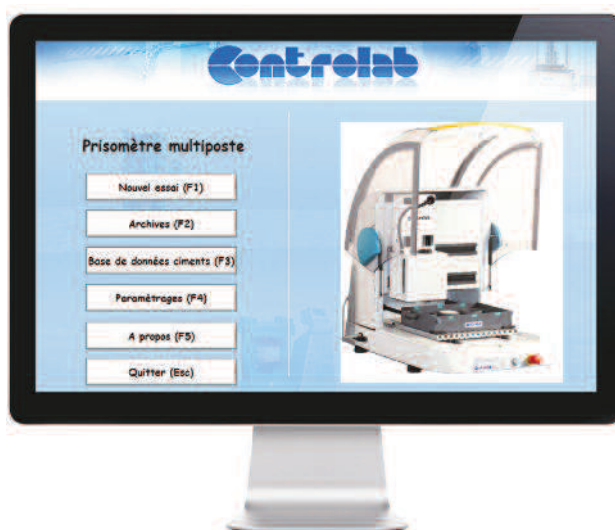 Controlab
Prisomètre multiposte
Nouvel essai (F1)
Archives (F2)
Base de données ciments (F3)
Paramétrages (F4)
A propos (F5)
Quitter (Esc)